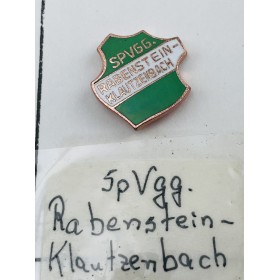 SPVGG.
RABENSTEIN-
KLAUTZENBACH
SpVgg.
Rabenstein-
Klautzenbach